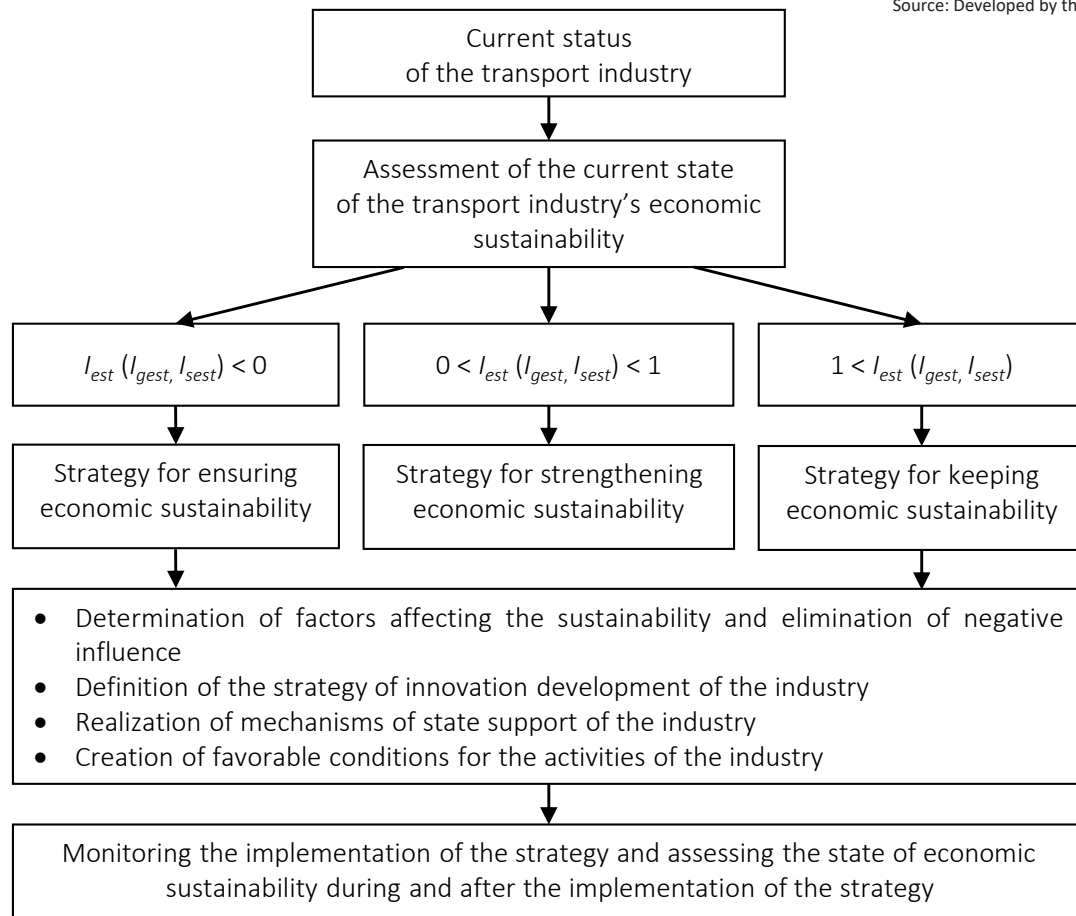 Source: Developed by th
Current status
of the transport industry
Assessment of the current state
of the transport industry’s economic
sustainability
I_est (I_gest, I_sest) < 0
0 < I_est (I_gest, I_sest) < 1
1 < I_est (I_gest, I_sest)
Strategy for ensuring
economic sustainability
Strategy for strengthening
economic sustainability
Strategy for keeping
economic sustainability
• Determination of factors affecting the sustainability and elimination of negative
influence
• Definition of the strategy of innovation development of the industry
• Realization of mechanisms of state support of the industry
• Creation of favorable conditions for the activities of the industry
Monitoring the implementation of the strategy and assessing the state of economic
sustainability during and after the implementation of the strategy